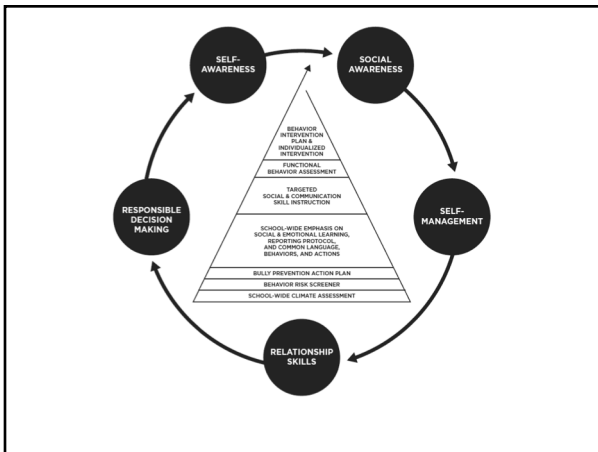 SELF-
AWARENESS
SOCIAL
AWARENESS
BEHAVIOR
INTERVENTION
PLAN &
INDIVIDUALIZED
INTERVENTION
FUNCTIONAL
BEHAVIOR ASSESSMENT
TARGETED
SOCIAL & COMMUNICATION
SKILL INSTRUCTION
RESPONSIBLE
DECISION
MAKING
SELF-
MANAGEMENT
SCHOOL-WIDE EMPHASIS ON
SOCIAL & EMOTIONAL LEARNING,
REPORTING PROTOCOL,
AND COMMON LANGUAGE,
BEHAVIORS, AND ACTIONS
BULLY PREVENTION ACTION PLAN
BEHAVIOR RISK SCREENER
SCHOOL-WIDE CLIMATE ASSESSMENT
RELATIONSHIP
SKILLS